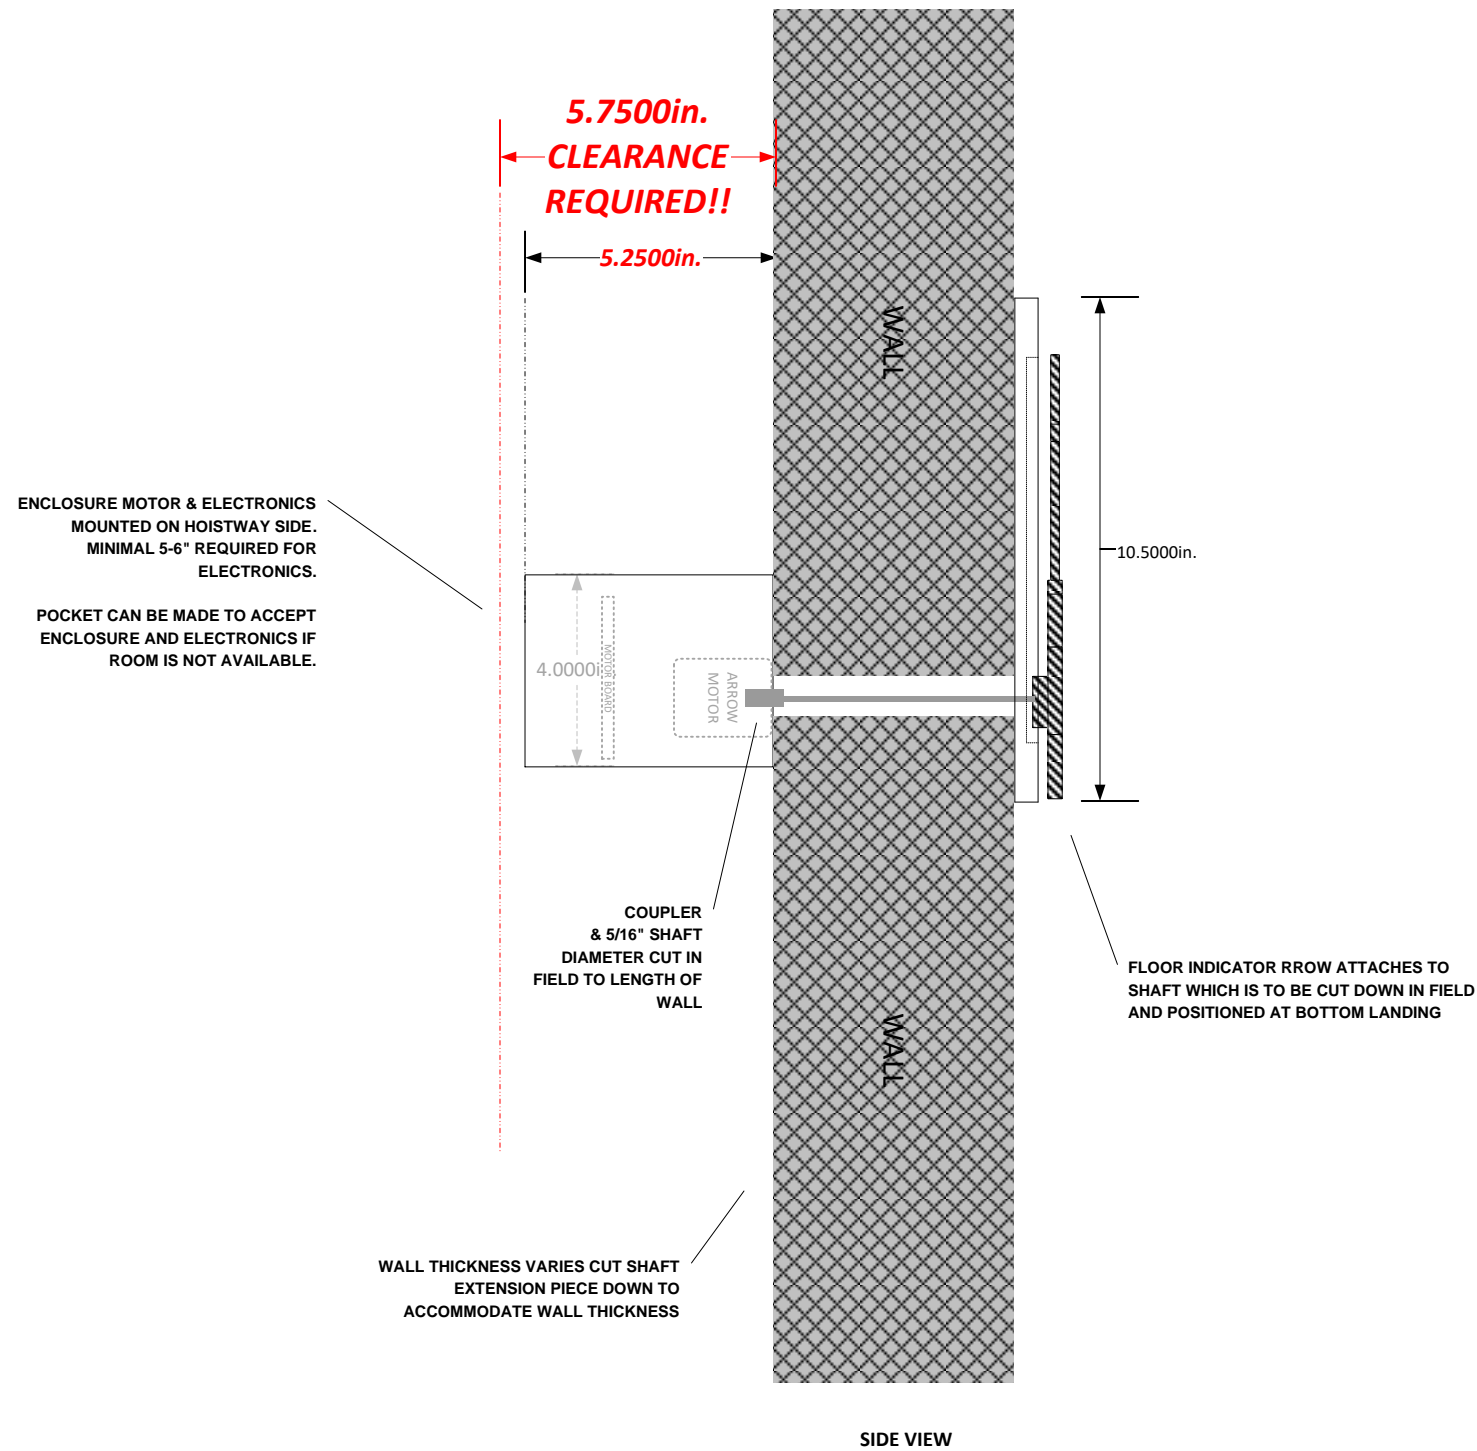 5.7500in.
CLEARANCE
REQUIRED!!
5.2500in.
WALL
10.5000in.
ENCLOSURE MOTOR & ELECTRONICS
MOUNTED ON HOISTWAY SIDE.
MINIMAL 5-6" REQUIRED FOR
ELECTRONICS.
POCKET CAN BE MADE TO ACCEPT
ENCLOSURE AND ELECTRONICS IF
ROOM IS NOT AVAILABLE.
4.0000i
MOTOR BOARD
ARROW
MOTOR
COUPLER
& 5/16" SHAFT
DIAMETER CUT IN
FIELD TO LENGTH OF
WALL
FLOOR INDICATOR RROW ATTACHES TO
SHAFT WHICH IS TO BE CUT DOWN IN FIELD
AND POSITIONED AT BOTTOM LANDING
WALL
WALL THICKNESS VARIES CUT SHAFT
EXTENSION PIECE DOWN TO
ACCOMMODATE WALL THICKNESS
SIDE VIEW